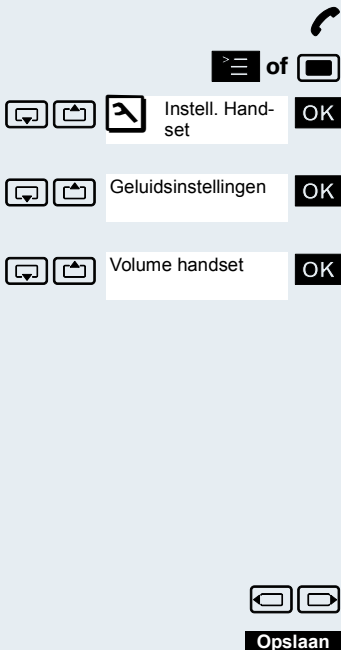 of
Instell. Hand-
set
OK
Geluidsinstellingen
OK
Volume handset
OK
Opslaan